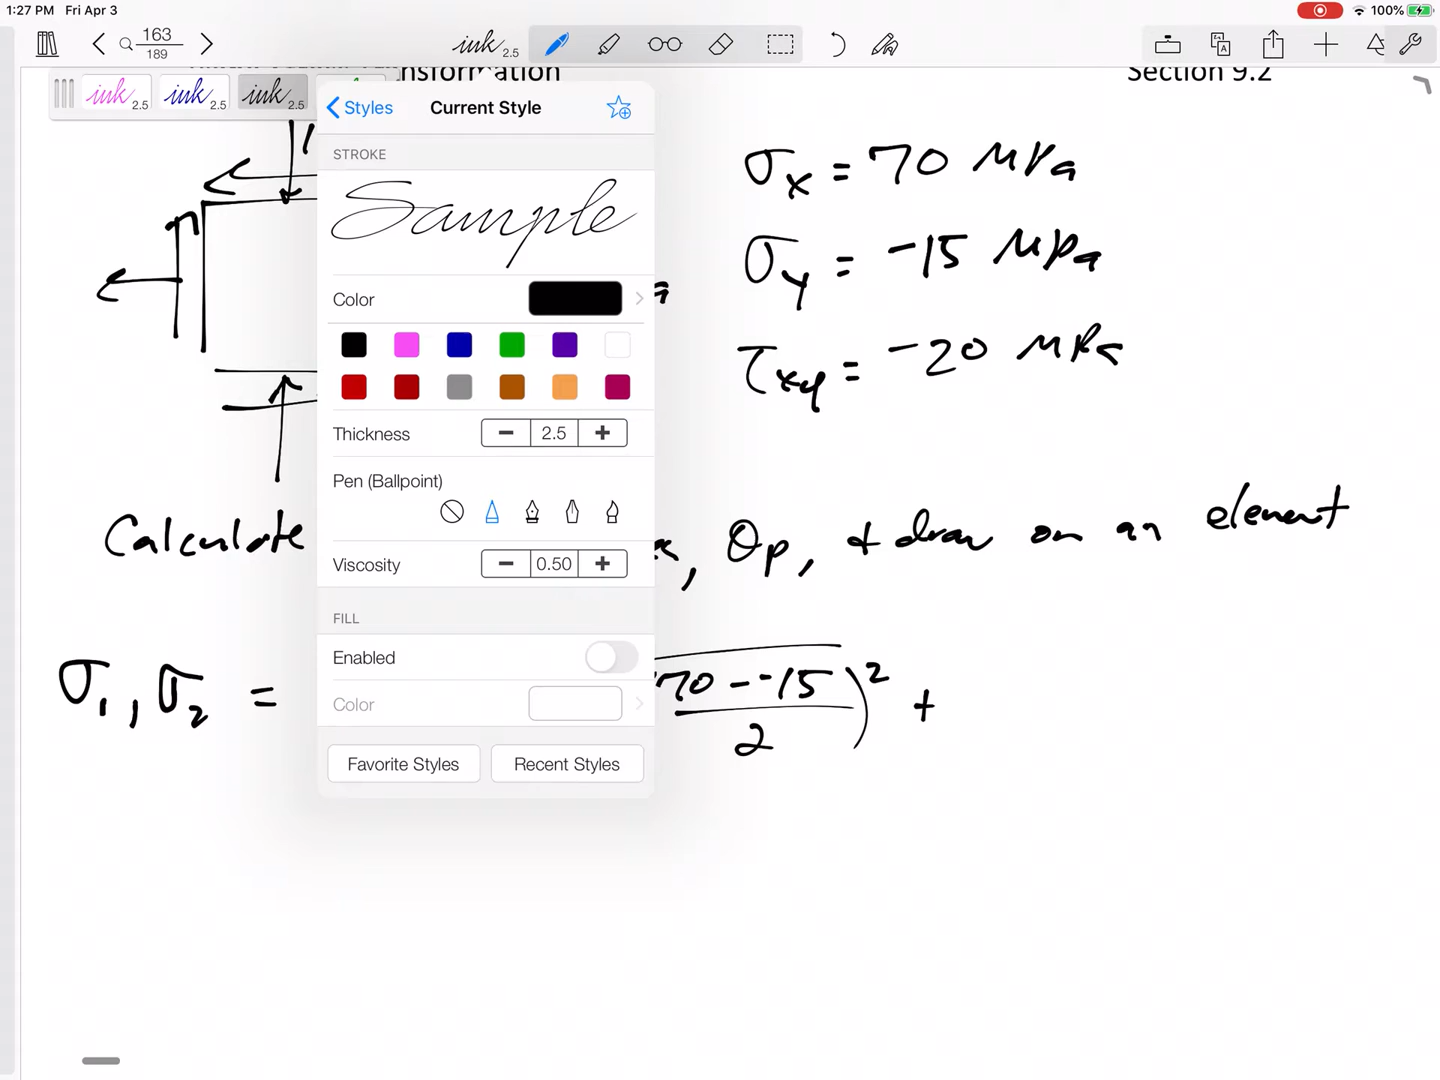 1:27 PM Fri Apr 3
100%
163
189
ink 2.5
nsformation
Section 9.2
ink 2.5 ink 2.5 ink 2.5
Styles Current Style
STROKE
Sample
Color
Thickness
2.5
Pen (Ballpoint)
Viscosity
0.50
FILL
Enabled
Color
Favorite Styles Recent Styles
σx = 70 MPa
σy = -15 MPa
τxy = -20 MPa
Calculate , θp, + draw on an element
σ1, σ2 = 70 - -15)² +
2